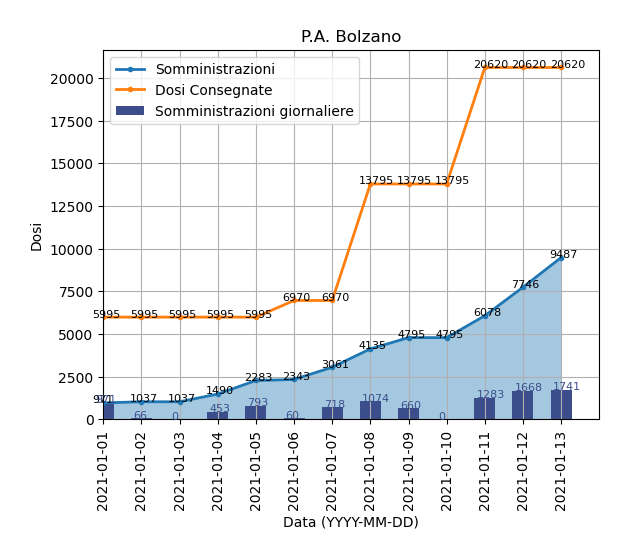 P.A. Bolzano
Somministrazioni
Dosi Consegnate
Somministrazioni giornaliere
Dosi
20000
17500
15000
12500
10000
7500
5000
2500
0
20620 20620 20620
13795 13795 13795
6970 6970
5995 5995 5995 5995 5995
971 1037 1037 1490 2283 2343 3061 4135 4795 4795 6078 7746 9487
66 0 453 793 60 718 1074 660 0 1283 1668 1741
2021-01-01
2021-01-02
2021-01-03
2021-01-04
2021-01-05
2021-01-06
2021-01-07
2021-01-08
2021-01-09
2021-01-10
2021-01-11
2021-01-12
2021-01-13
Data (YYYY-MM-DD)